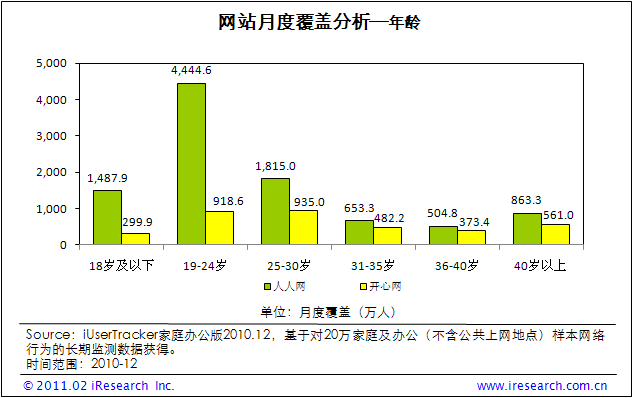 网站月度覆盖分析—年龄
5,000
4,000
3,000
2,000
1,000
0
1,487.9
299.9
4,444.6
918.6
1,815.0
935.0
653.3
482.2
504.8
373.4
863.3
561.0
18岁及以下 19-24岁 25-30岁 31-35岁 36-40岁 40岁以上
人人网 开心网
单位：月度覆盖（万人）
Source：iUserTracker家庭办公版2010.12，基于对20万家庭及办公（不含公共上网地点）样本网络
行为的长期监测数据获得。
时间范围：2010-12
© 2011.02 iResearch Inc. www.iresearch.com.cn